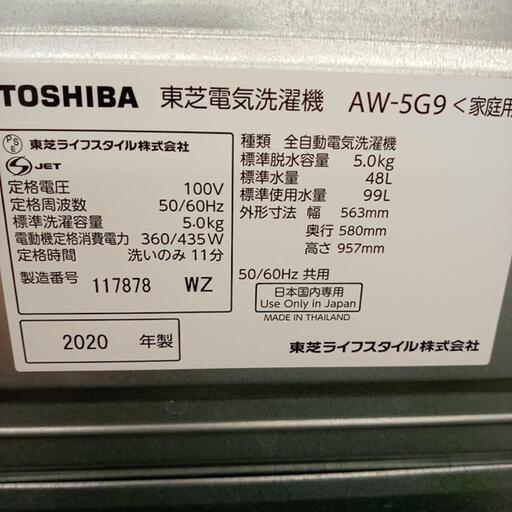 TOSHIBA 東芝電気洗濯機 AW-5G9 <家庭用
PSE 東芝ライフスタイル株式会社
S JET
定格電圧 100V
定格周波数 50/60Hz
標準洗濯容量 5.0kg
電動機定格消費電力 360/435W
定格時間 洗いのみ 11分
製造番号 117878 WZ
2020 年製
種類 全自動電気洗濯機
標準脱水容量 5.0kg
標準水量 48L
標準使用水量 99L
外形寸法 幅 563mm
奥行 580mm
高さ 957mm
50/60Hz 共用
日本国内専用
Use Only in Japan
MADE IN THAILAND
東芝ライフスタイル株式会社